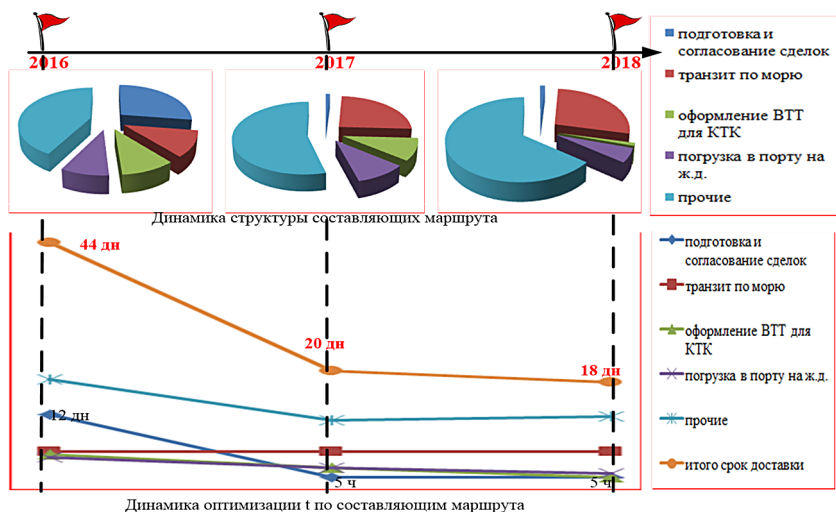 2016
2017
2018
подготовка и
согласование сделок
транзит по морю
оформление ВТТ
для КТК
погрузка в порту на
ж.д.
прочие
Динамика структуры составляющих маршрута
44 дн
20 дн
18 дн
12 дн
5 ч
5 ч
подготовка и
согласование сделок
транзит по морю
оформление ВТТ для
КТК
погрузка в порту на ж.д.
прочие
итого срок доставки
Динамика оптимизации t по составляющим маршрута